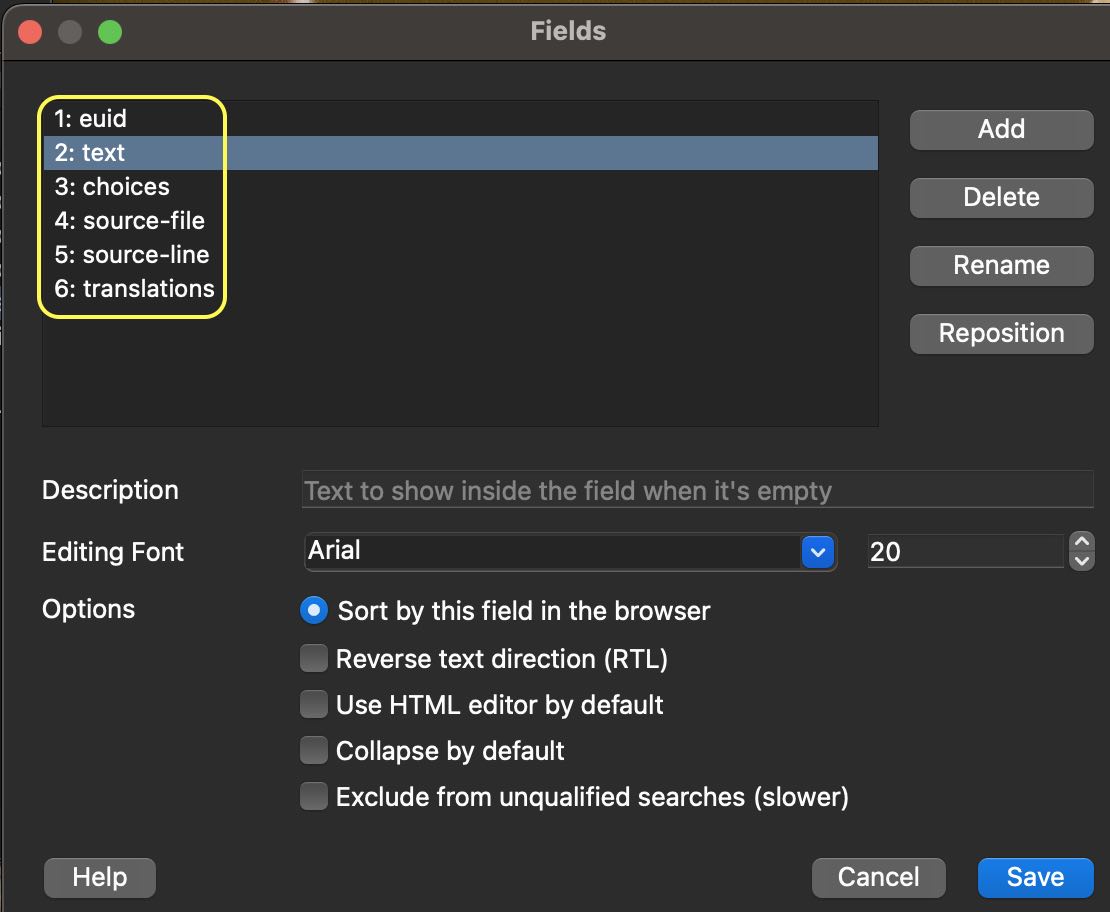 Fields
1: euid
2: text
3: choices
4: source-file
5: source-line
6: translations
Add
Delete
Rename
Reposition
Description
Text to show inside the field when it's empty
Editing Font
Arial
20
Options
Sort by this field in the browser
Reverse text direction (RTL)
Use HTML editor by default
Collapse by default
Exclude from unqualified searches (slower)
Help
Cancel
Save